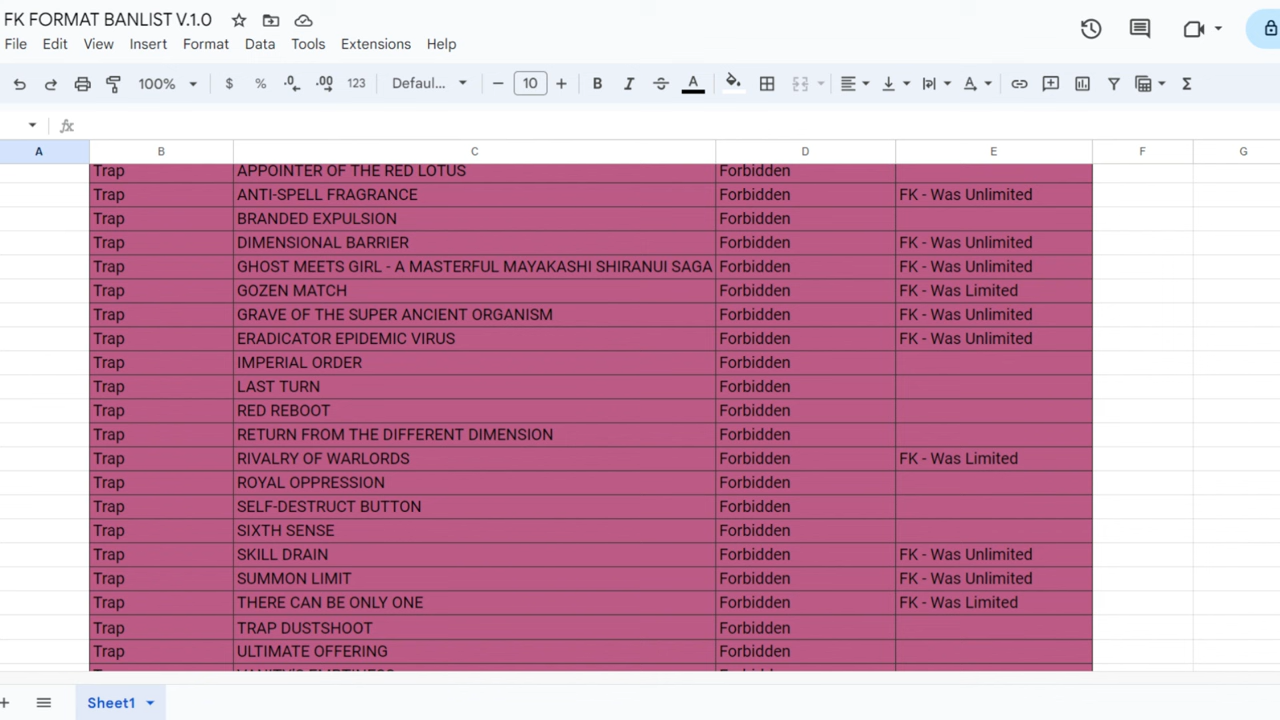 FK FORMAT BANLIST V.1.0
File Edit View Insert Format Data Tools Extensions Help
100% $ % .0 .00 123 Defaul... 10 B I S A Σ
fx
A B C D E F G
Trap APPOINTER OF THE RED LOTUS Forbidden
Trap ANTI-SPELL FRAGRANCE Forbidden FK - Was Unlimited
Trap BRANDED EXPULSION Forbidden
Trap DIMENSIONAL BARRIER Forbidden FK - Was Unlimited
Trap GHOST MEETS GIRL - A MASTERFUL MAYAKASHI SHIRANUI SAGA Forbidden FK - Was Unlimited
Trap GOZEN MATCH Forbidden FK - Was Limited
Trap GRAVE OF THE SUPER ANCIENT ORGANISM Forbidden FK - Was Unlimited
Trap ERADICATOR EPIDEMIC VIRUS Forbidden FK - Was Unlimited
Trap IMPERIAL ORDER Forbidden
Trap LAST TURN Forbidden
Trap RED REBOOT Forbidden
Trap RETURN FROM THE DIFFERENT DIMENSION Forbidden
Trap RIVALRY OF WARLORDS Forbidden FK - Was Limited
Trap ROYAL OPPRESSION Forbidden
Trap SELF-DESTRUCT BUTTON Forbidden
Trap SIXTH SENSE Forbidden
Trap SKILL DRAIN Forbidden FK - Was Unlimited
Trap SUMMON LIMIT Forbidden FK - Was Unlimited
Trap THERE CAN BE ONLY ONE Forbidden FK - Was Limited
Trap TRAP DUSTSHOOT Forbidden
Trap ULTIMATE OFFERING Forbidden
Sheet1